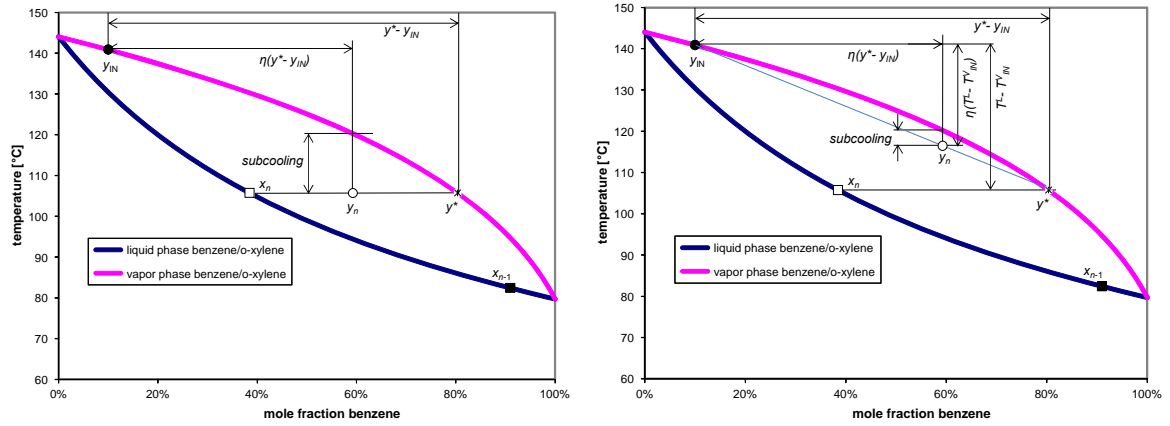 y*- yIN
η(y*- yIN)
yIN
subcooling
xn
yn
y*
xn-1
liquid phase benzene/o-xylene
vapor phase benzene/o-xylene
temperature [°C]
150
140
130
120
110
100
90
80
70
60
0%
20%
40%
60%
80%
100%
mole fraction benzene
y*- yIN
η(y*- yIN)
yIN
η(TL- TVIN)
TL- TVIN
subcooling
yn
xn
y*
xn-1
liquid phase benzene/o-xylene
vapor phase benzene/o-xylene
temperature [°C]
150
140
130
120
110
100
90
80
70
60
0%
20%
40%
60%
80%
100%
mole fraction benzene